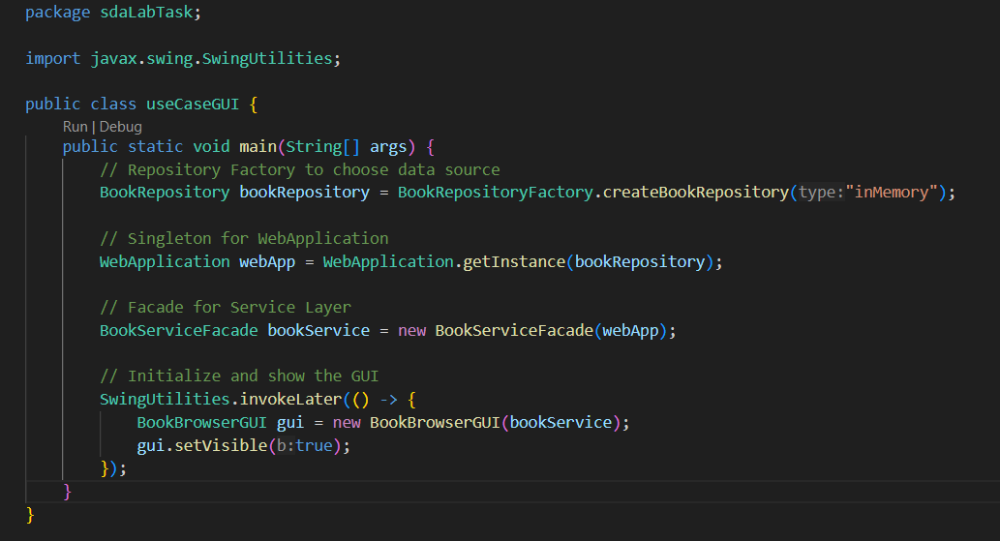 package sdaLabTask;
import javax.swing.SwingUtilities;
public class useCaseGUI {
Run | Debug
public static void main(String[] args) {
// Repository Factory to choose data source
BookRepository bookRepository = BookRepositoryFactory.createBookRepository(type:"inMemory");
// Singleton for WebApplication
WebApplication webApp = WebApplication.getInstance(bookRepository);
// Facade for Service Layer
BookServiceFacade bookService = new BookServiceFacade(webApp);
// Initialize and show the GUI
SwingUtilities.invokeLater(() -> {
BookBrowserGUI gui = new BookBrowserGUI(bookService);
gui.setVisible(b:true);
});
}
}